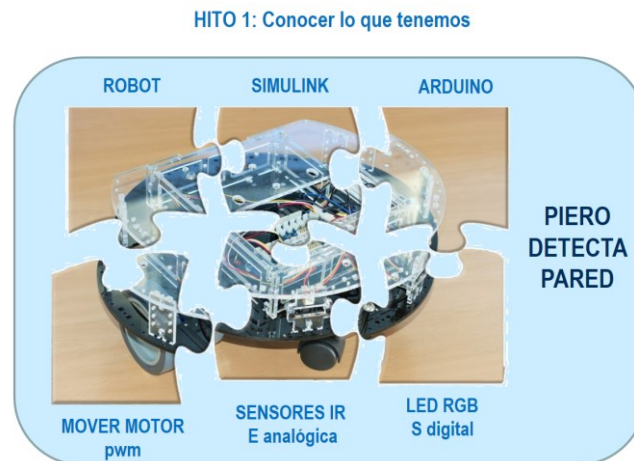 HITO 1: Conocer lo que tenemos
ROBOT
SIMULINK
ARDUINO
PIERO
DETECTA
PARED
MOVER MOTOR
pwm
SENSORES IR
E analógica
LED RGB
S digital